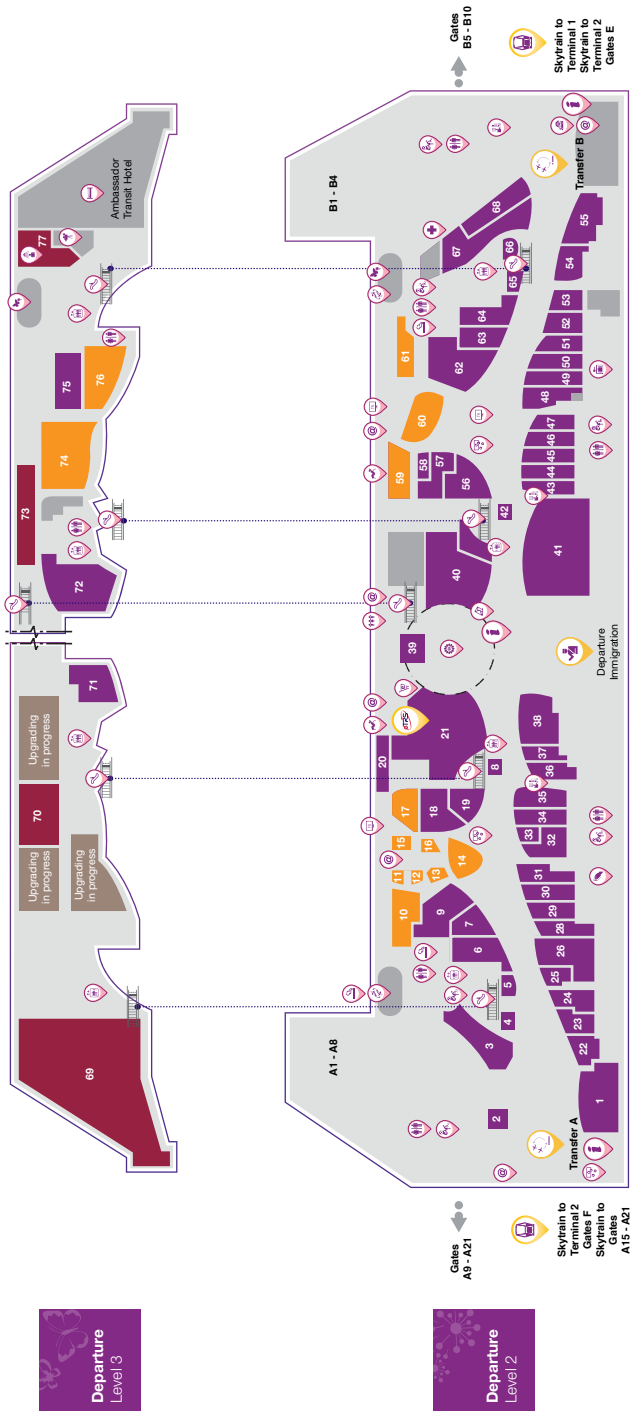 Departure
Level 3
69
Upgrading
in progress
70
Upgrading
in progress
Upgrading
in progress
71
72
73
74
75
76
77
Ambassador
Transit Hotel
Departure
Level 2
Gates
A9 - A21
Skytrain to
Terminal 2
Gates F
Skytrain to
Gates
A15 - A21
A1 - A8
Transfer A
1
2
3
4
5
6
7
8
9
10
11
12
13
14
15
16
17
18
19
20
21
22
23
24
25
26
28
29
30
31
32
33
34
35
36
37
38
39
40
41
42
43
44
45
46
47
48
49
50
51
52
53
54
55
56
57
58
59
60
61
62
63
64
65
66
67
68
Departure
Immigration
B1 - B4
Transfer B
Gates
B5 - B10
Skytrain to
Terminal 1
Skytrain to
Terminal 2
Gates E